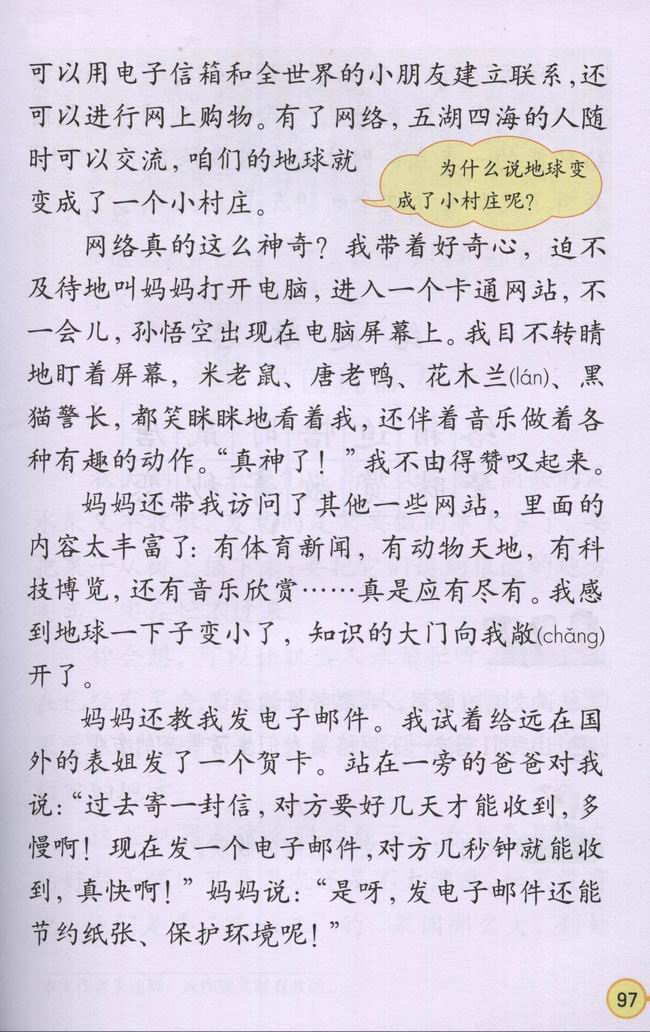 可以用电子信箱和全世界的小朋友建立联系,还
可以进行网上购物。有了网络,五湖四海的人随
时可以交流,咱们的地球就
变成了一个小村庄。
为什么说地球变
成了小村庄呢?
网络真的这么神奇?我带着好奇心,迫不
及待地叫妈妈打开电脑,进入一个卡通网站,不
一会儿,孙悟空出现在电脑屏幕上。我目不转睛
地盯着屏幕,米老鼠、唐老鸭、花木兰(lán)、黑
猫警长,都笑眯眯地看着我,还伴着音乐做着各
种有趣的动作。“真神了!”我不由得赞叹起来。
妈妈还带我访问了其他一些网站,里面的
内容太丰富了:有体育新闻,有动物天地,有科
技博览,还有音乐欣赏……真是应有尽有。我感
到地球一下子变小了,知识的大门向我敞(chǎng)
开了。
妈妈还教我发电子邮件。我试着给远在国
外的表姐发了一个贺卡。站在一旁的爸爸对我
说:“过去寄一封信,对方要好几天才能收到,多
慢啊!现在发一个电子邮件,对方几秒钟就能收
到,真快啊!”妈妈说:“是呀,发电子邮件还能
节约纸张、保护环境呢!”
97